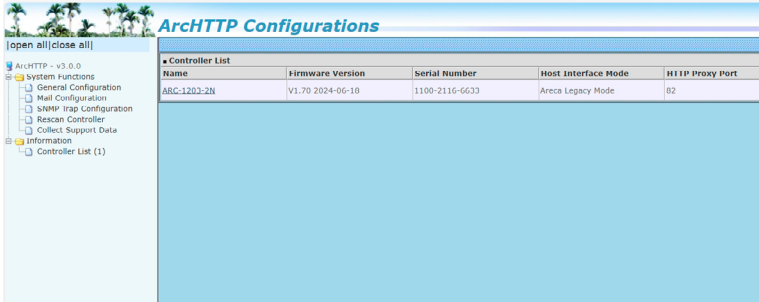 ArcHTTP Configurations
|open all|close all|
ArcHTTP - v3.0.0
System Functions
General Configuration
Mail Configuration
SNMP Trap Configuration
Rescan Controller
Collect Support Data
Information
Controller List (1)
Controller List
Name Firmware Version Serial Number Host Interface Mode HTTP Proxy Port
ARC-1203-2N V1.70 2024-06-18 1100-2116-6633 Areca Legacy Mode 82